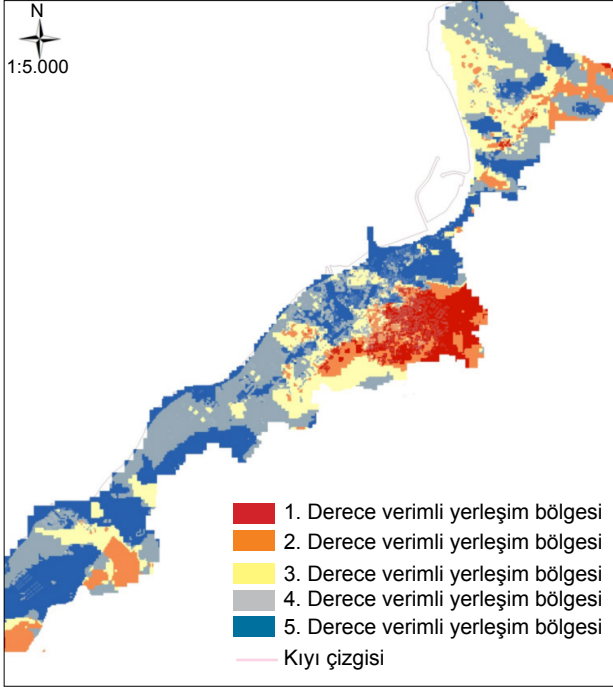 N
1:5.000
1. Derece verimli yerleşim bölgesi
2. Derece verimli yerleşim bölgesi
3. Derece verimli yerleşim bölgesi
4. Derece verimli yerleşim bölgesi
5. Derece verimli yerleşim bölgesi
Kıyı çizgisi